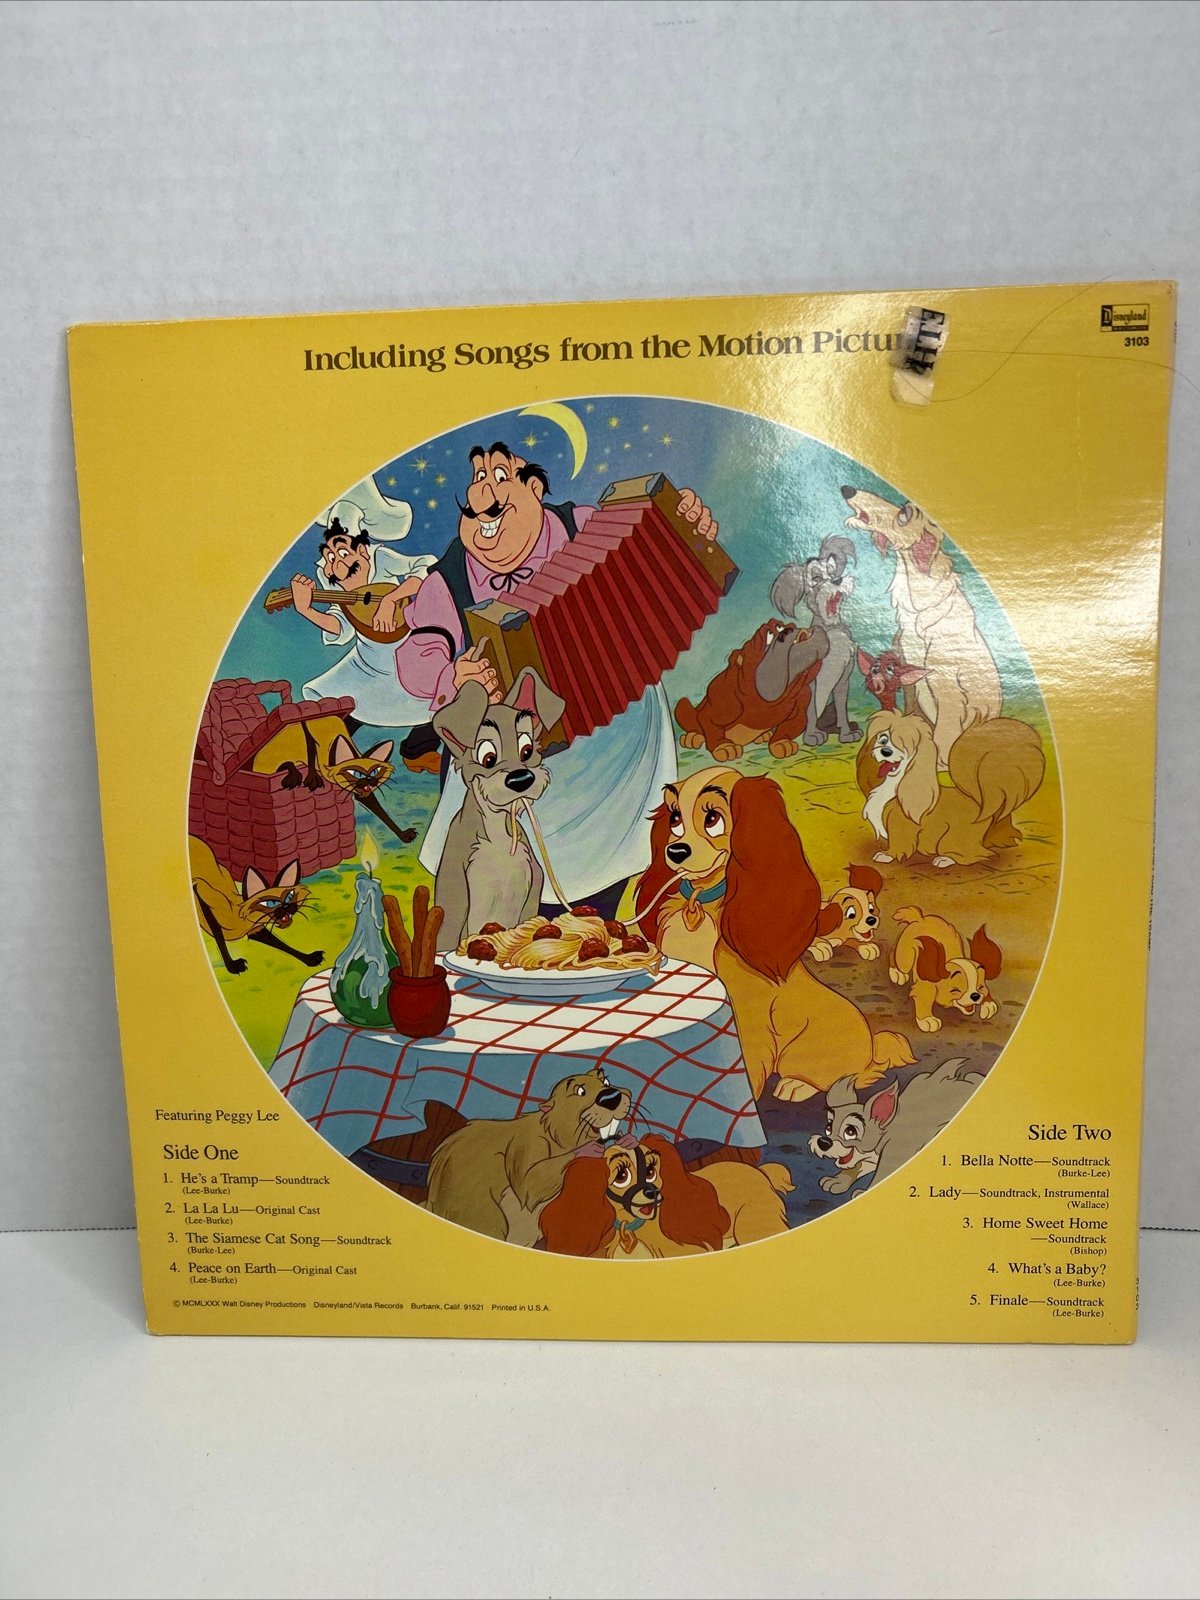 Including Songs from the Motion Pictu
Disneyland
3103
Featuring Peggy Lee
Side One
1. He's a Tramp—Soundtrack
(Lee-Burke)
2. La La Lu—Original Cast
(Lee-Burke)
3. The Siamese Cat Song—Soundtrack
(Burke-Lee)
4. Peace on Earth—Original Cast
(Lee-Burke)
© MCMLXXX Walt Disney Productions Disneyland/Vista Records Burbank, Calif. 91521 Printed in U.S.A.
Side Two
1. Bella Notte—Soundtrack
(Burke-Lee)
2. Lady—Soundtrack, Instrumental
(Wallace)
3. Home Sweet Home
—Soundtrack
(Bishop)
4. What's a Baby?
(Lee-Burke)
5. Finale—Soundtrack
(Lee-Burke)